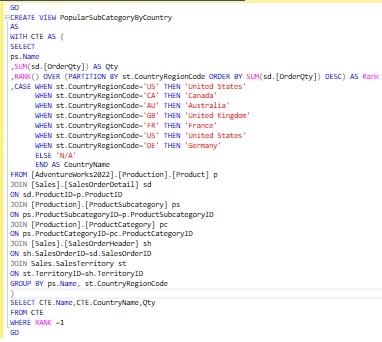 GO
CREATE VIEW PopularSubCategoryByCountry
AS
WITH CTE AS (
SELECT
ps.Name
,SUM(sd.[OrderQty]) AS Qty
,RANK() OVER (PARTITION BY st.CountryRegionCode ORDER BY SUM(sd.[OrderQty]) DESC) AS Rank
,CASE WHEN st.CountryRegionCode='US' THEN 'United States'
WHEN st.CountryRegionCode='CA' THEN 'Canada'
WHEN st.CountryRegionCode='AU' THEN 'Australia'
WHEN st.CountryRegionCode='GB' THEN 'United Kingdom'
WHEN st.CountryRegionCode='FR' THEN 'France'
WHEN st.CountryRegionCode='US' THEN 'United States'
WHEN st.CountryRegionCode='DE' THEN 'Germany'
ELSE 'N/A'
END AS CountryName
FROM [AdventureWorks2022].[Production].[Product] p
JOIN [Sales].[SalesOrderDetail] sd
ON sd.ProductID=p.ProductID
JOIN [Production].[ProductSubcategory] ps
ON ps.ProductSubcategoryID=p.ProductSubcategoryID
JOIN [Production].[ProductCategory] pc
ON ps.ProductCategoryID=pc.ProductCategoryID
JOIN [Sales].[SalesOrderHeader] sh
ON sh.SalesOrderID=sd.SalesOrderID
JOIN Sales.SalesTerritory st
ON st.TerritoryID=sh.TerritoryID
GROUP BY ps.Name, st.CountryRegionCode
)
SELECT CTE.Name,CTE.CountryName,Qty
FROM CTE
WHERE RANK =1
GO